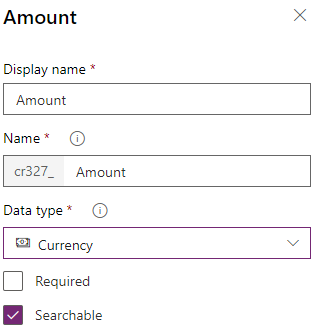 Amount
Display name *
Amount
Name *
cr327_ Amount
Data type *
Currency
Required
Searchable